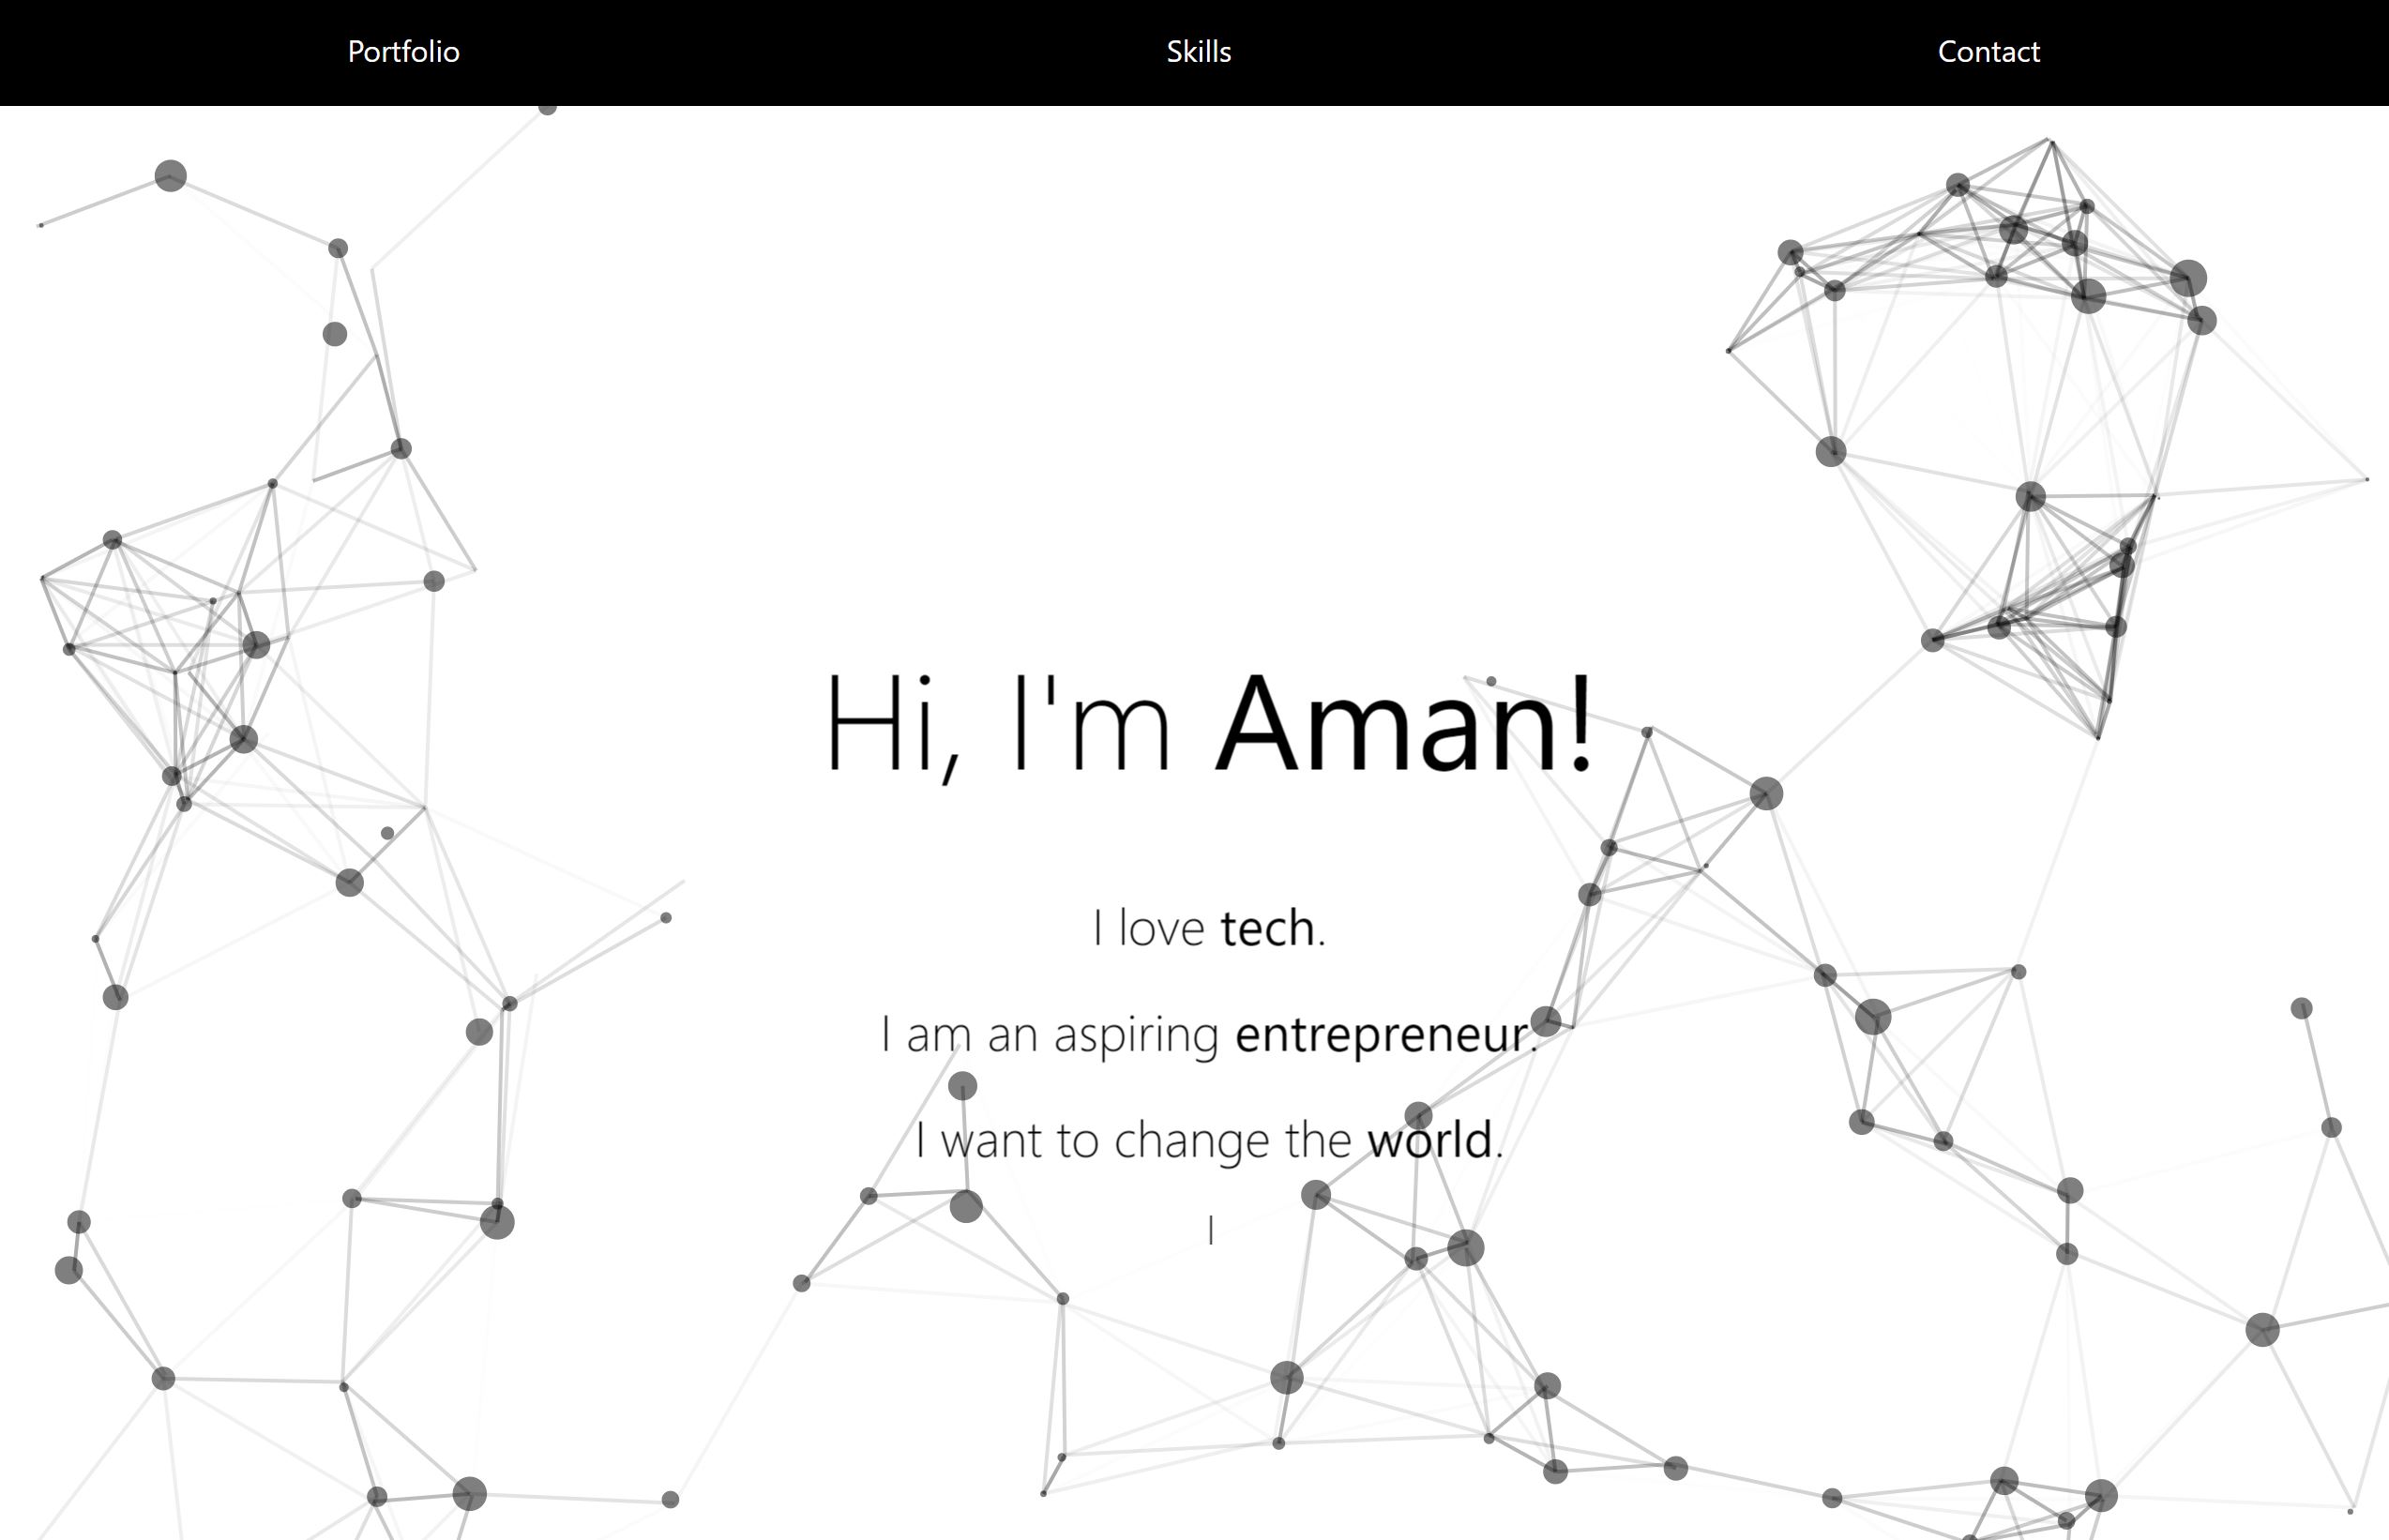 Portfolio Skills Contact
Hi, I'm Aman!
I love tech.
I am an aspiring entrepreneur.
I want to change the world.